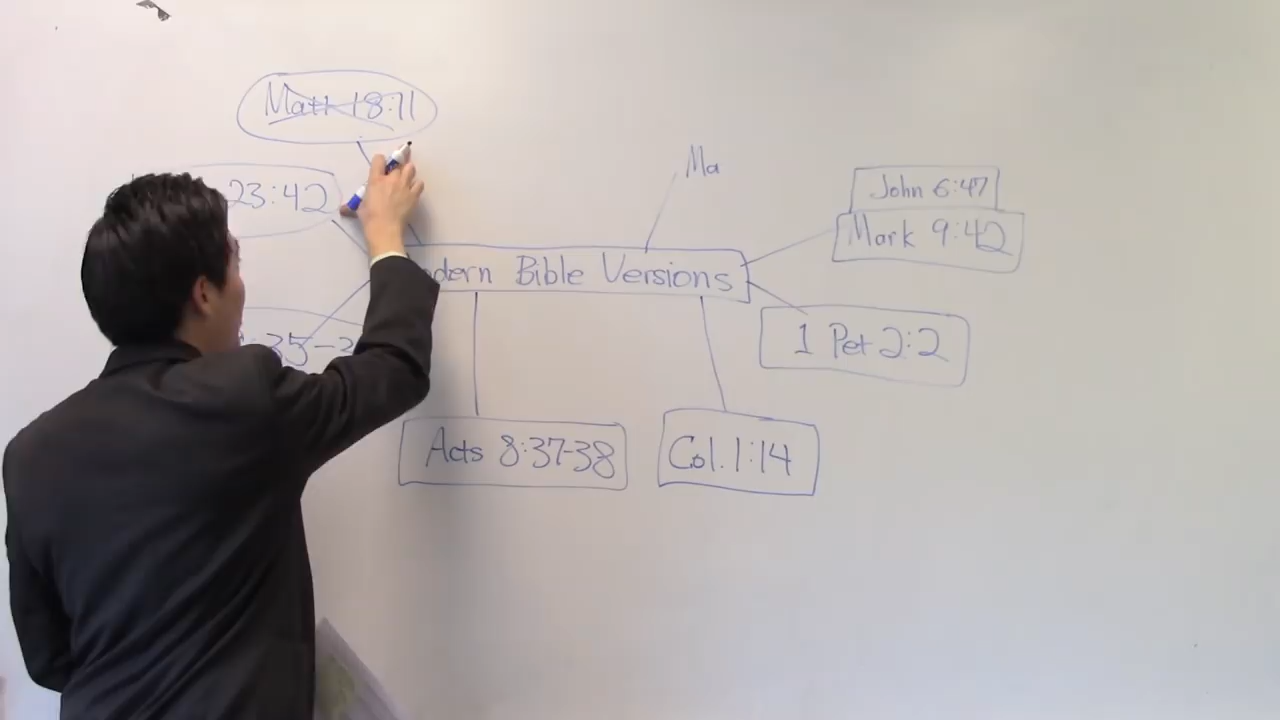 Matt 18:11
Ma
John 6:47
23:42
Mark 9:42
Bible Versions
1 Pet 2:2
Acts 8:37-38
Col. 1:14